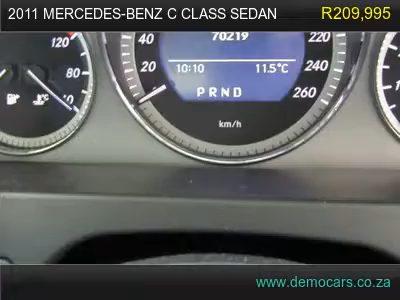 2011 MERCEDES-BENZ C CLASS SEDAN R209,995
120 40 70219 220
80 20 10:10 11.5°C 240
40 P R N D 260
km/h
www.democars.co.za